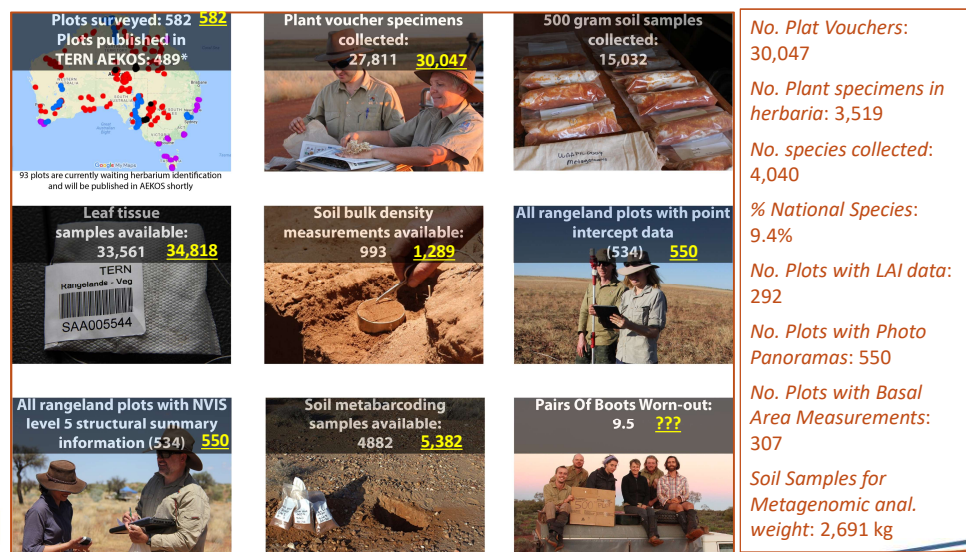 Plots surveyed: 582 582
Plots published in
TERN AEKOS: 489*
Google My Maps
93 plots are currently waiting herbarium identification
and will be published in AEKOS shortly
Plant voucher specimens
collected:
27,811 30,047
500 gram soil samples
collected:
15,032
Leaf tissue
samples available:
33,561 34,818
TERN
SAA005544
Soil bulk density
measurements available:
993 1,289
All rangeland plots with point
intercept data
(534) 550
All rangeland plots with NVIS
level 5 structural summary
information (534) 550
Soil metabarcoding
samples available:
4882 5,382
Pairs Of Boots Worn-out:
9.5 ???
No. Plat Vouchers:
30,047
No. Plant specimens in
herbaria: 3,519
No. species collected:
4,040
% National Species:
9.4%
No. Plots with LAI data:
292
No. Plots with Photo
Panoramas: 550
No. Plots with Basal
Area Measurements:
307
Soil Samples for
Metagenomic anal.
weight: 2,691 kg